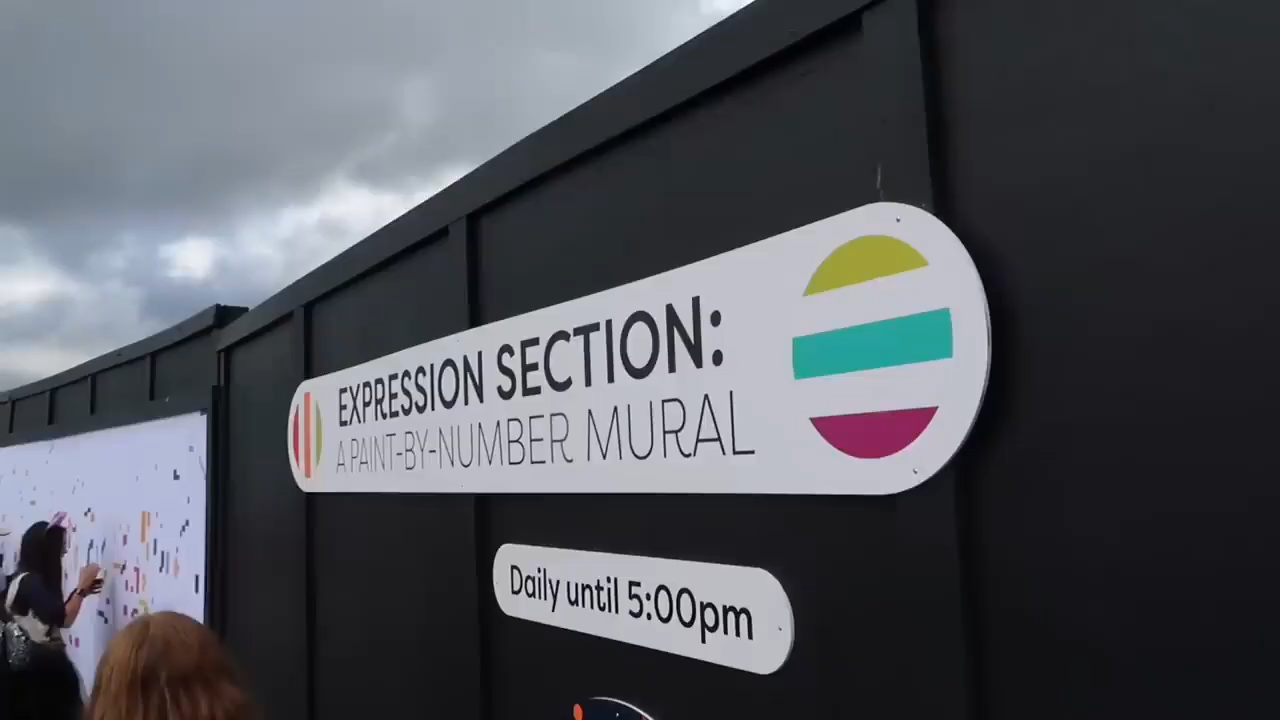 EXPRESSION SECTION:
A PAINT-BY-NUMBER MURAL
Daily until 5:00pm